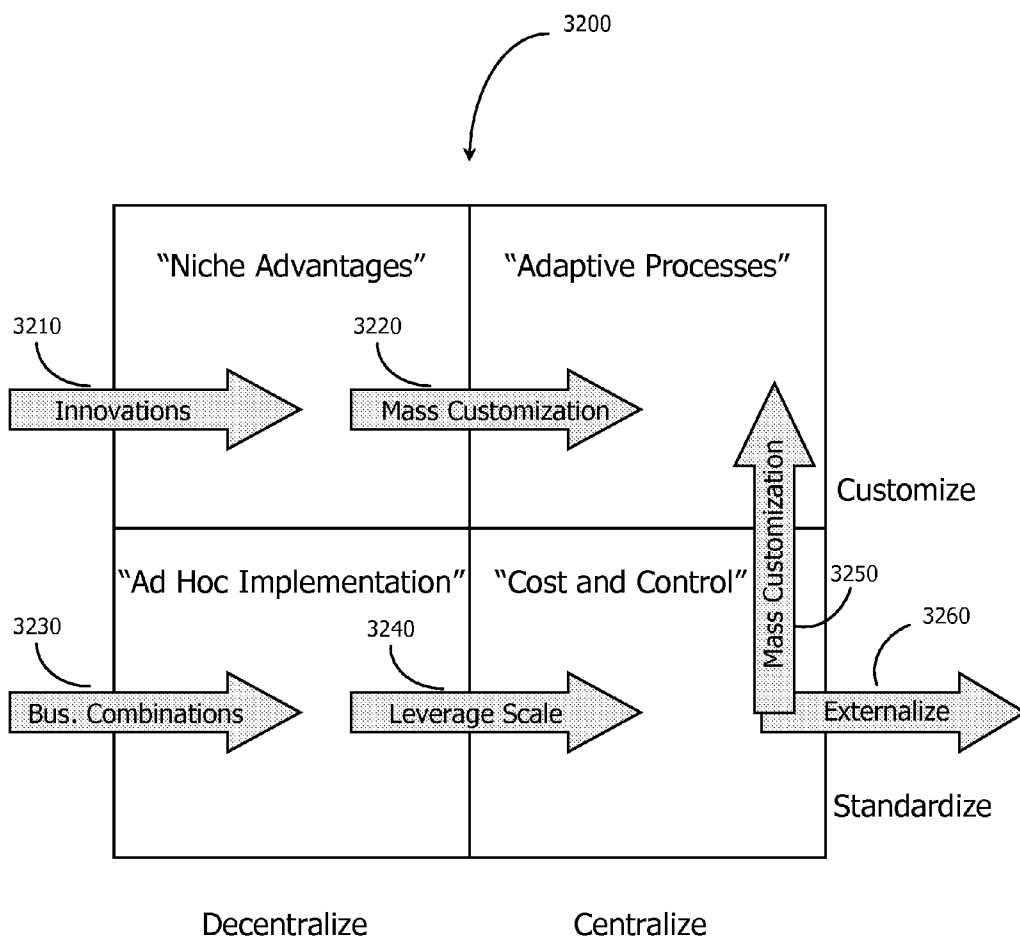 3200
“Niche Advantages”
“Adaptive Processes”
3210
3220
Innovations
Mass Customization
Customize
Mass Customization
“Ad Hoc Implementation”
“Cost and Control”
3250
3230
3240
3260
Bus. Combinations
Leverage Scale
Externalize
Standardize
Decentralize
Centralize